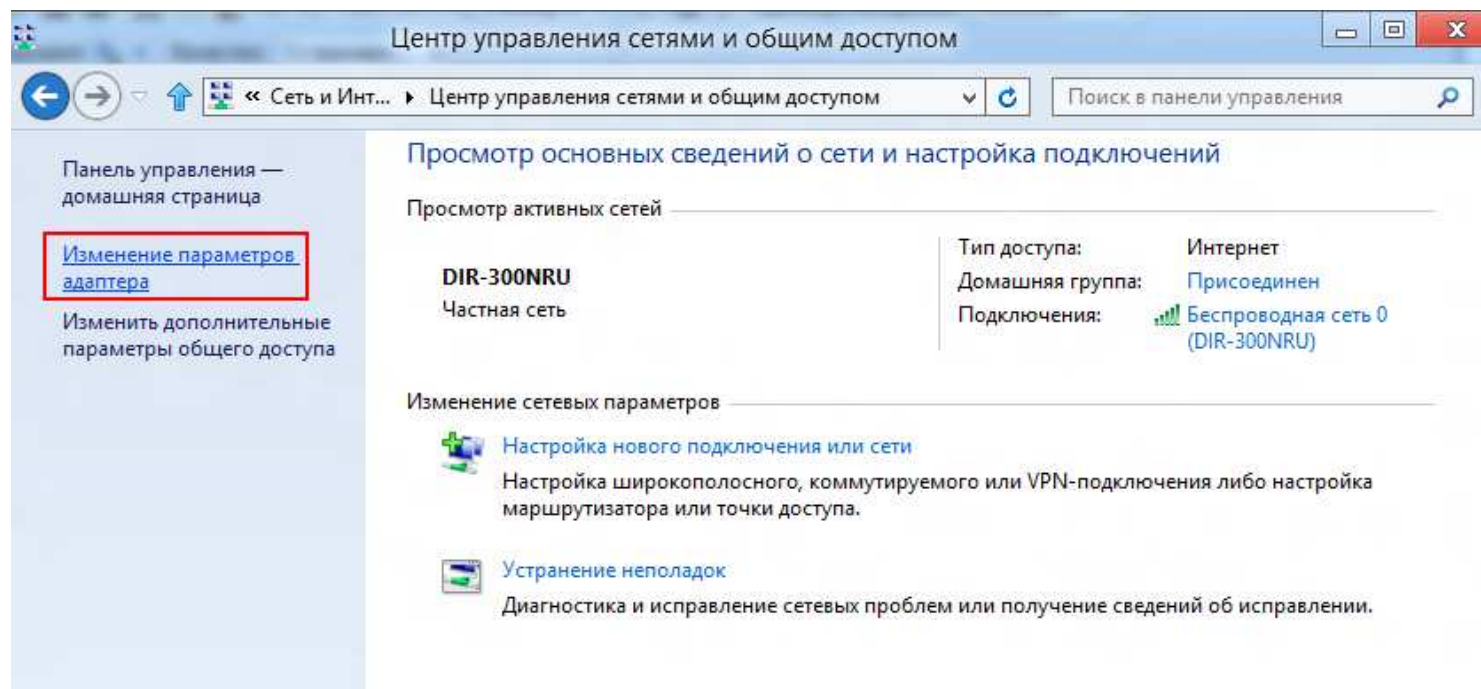 Центр управления сетями и общим доступом
« Сеть и Инт... ▸ Центр управления сетями и общим доступом
Поиск в панели управления
Панель управления —
домашняя страница
Изменение параметров
адаптера
Изменить дополнительные
параметры общего доступа
Просмотр основных сведений о сети и настройка подключений
Просмотр активных сетей
DIR-300NRU
Частная сеть
Тип доступа: Интернет
Домашняя группа: Присоединен
Подключения: Беспроводная сеть 0
(DIR-300NRU)
Изменение сетевых параметров
Настройка нового подключения или сети
Настройка широкополосного, коммутируемого или VPN-подключения либо настройка
маршрутизатора или точки доступа.
Устранение неполадок
Диагностика и исправление сетевых проблем или получение сведений об исправлении.